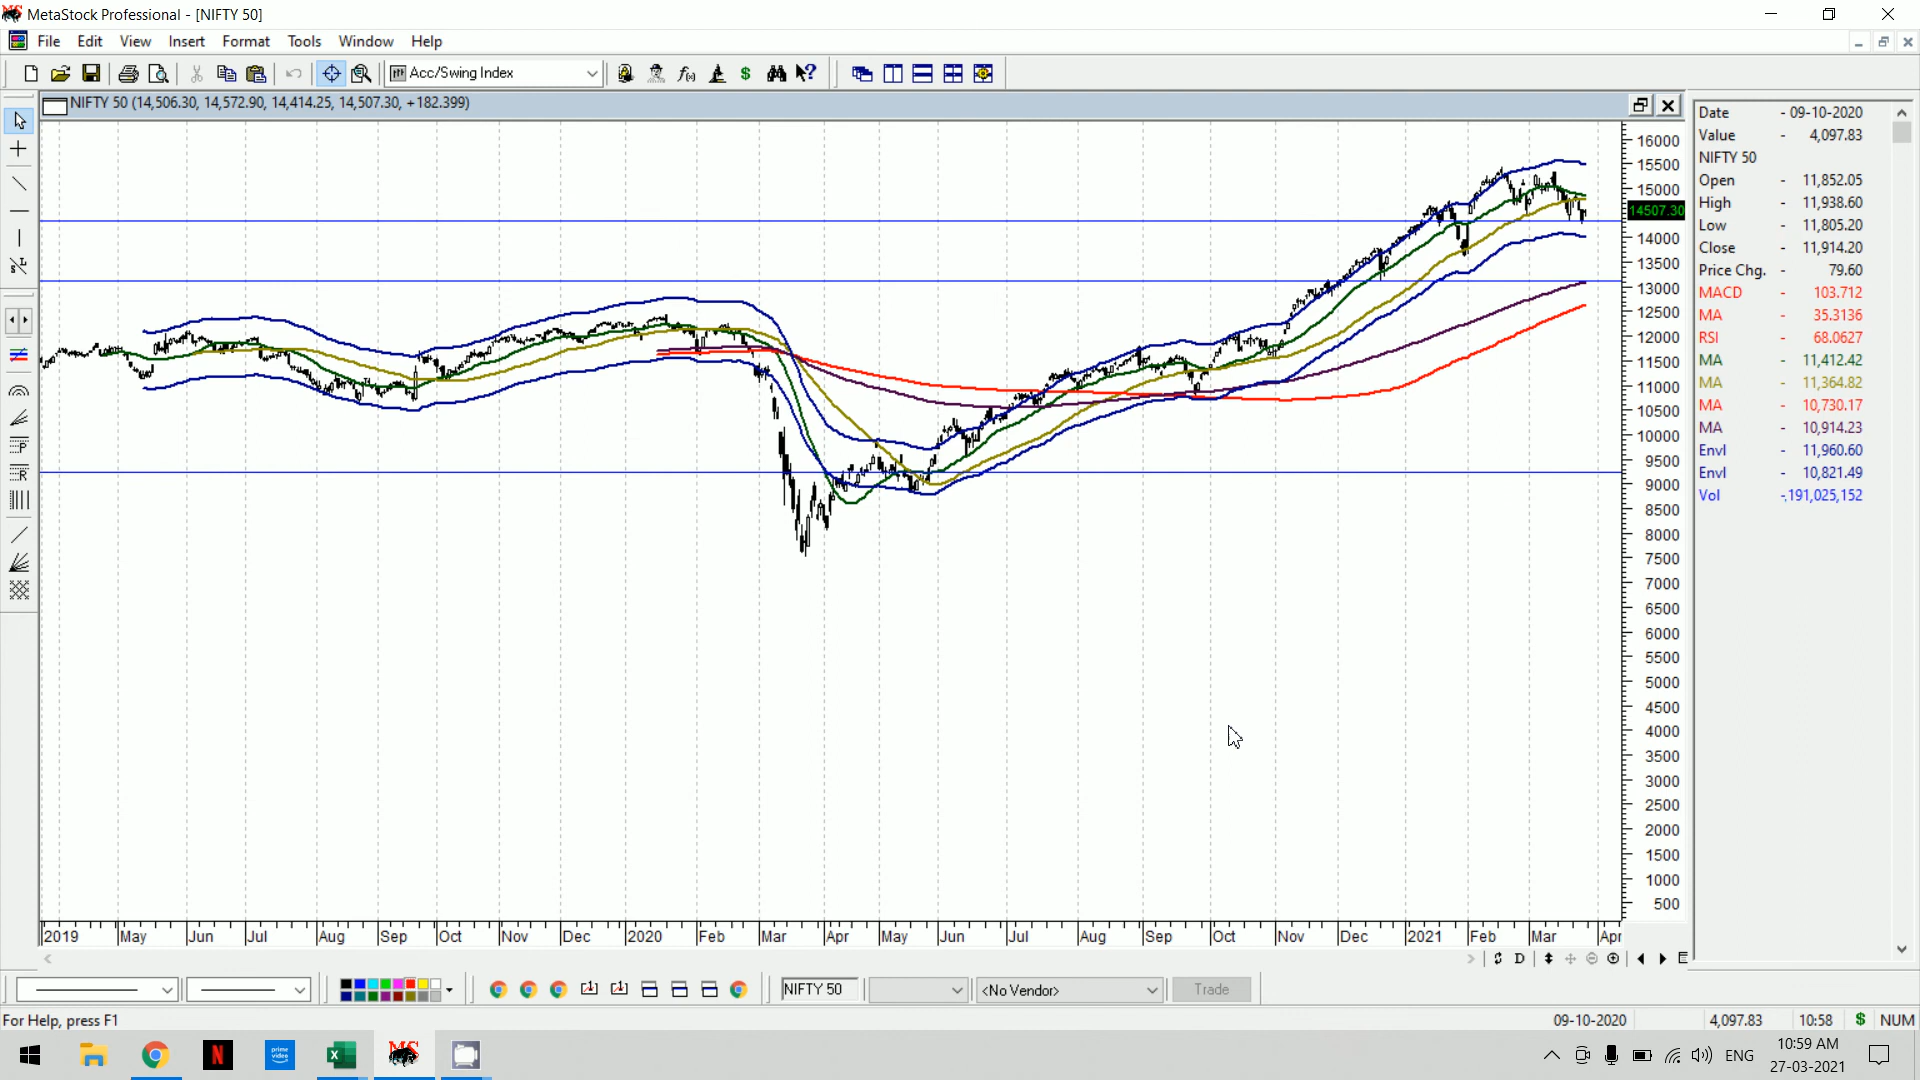 MetaStock Professional - [NIFTY 50]
File Edit View Insert Format Tools Window Help
Acc/Swing Index
NIFTY 50 (14,506.30, 14,572.90, 14,414.25, 14,507.30, +182.399)
16000
15500
15000
14507.30
14000
13500
13000
12500
12000
11500
11000
10500
10000
9500
9000
8500
8000
7500
7000
6500
6000
5500
5000
4500
4000
3500
3000
2500
2000
1500
1000
500
2019 May Jun Jul Aug Sep Oct Nov Dec 2020 Feb Mar Apr May Jun Jul Aug Sep Oct Nov Dec 2021 Feb Mar Apr
Date - 09-10-2020
Value - 4,097.83
NIFTY 50
Open - 11,852.05
High - 11,938.60
Low - 11,805.20
Close - 11,914.20
Price Chg. - 79.60
MACD - 103.712
MA - 35.3136
RSI - 68.0627
MA - 11,412.42
MA - 11,364.82
MA - 10,730.17
MA - 10,914.23
Envl - 11,960.60
Envl - 10,821.49
Vol -,191,025,152
D
NIFTY 50 <No Vendor> Trade
For Help, press F1 09-10-2020 4,097.83 10:58 $ NUM
N prime video MS ENG 10:59 AM
27-03-2021